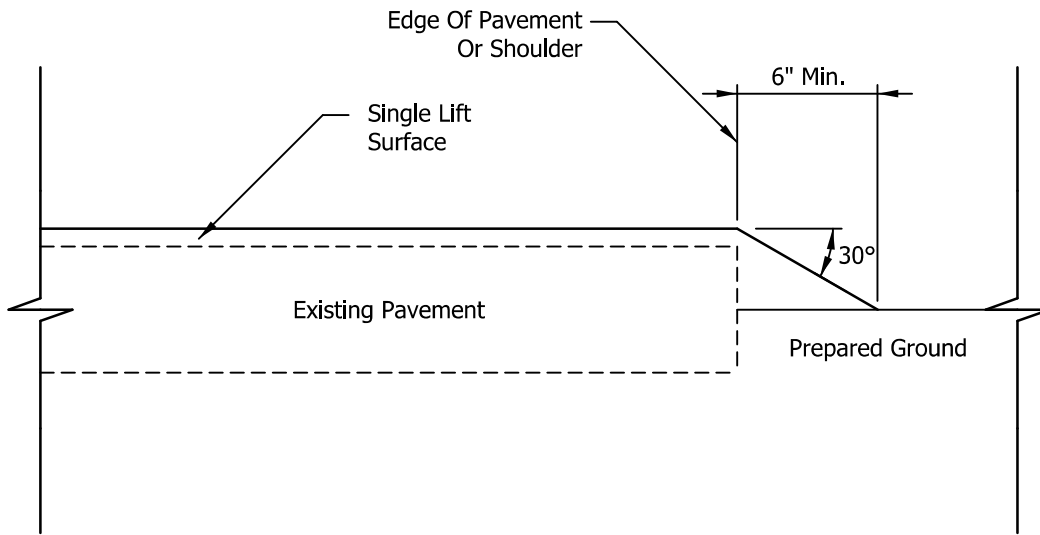 Edge Of Pavement
Or Shoulder
6" Min.
Single Lift
Surface
30°
Existing Pavement
Prepared Ground